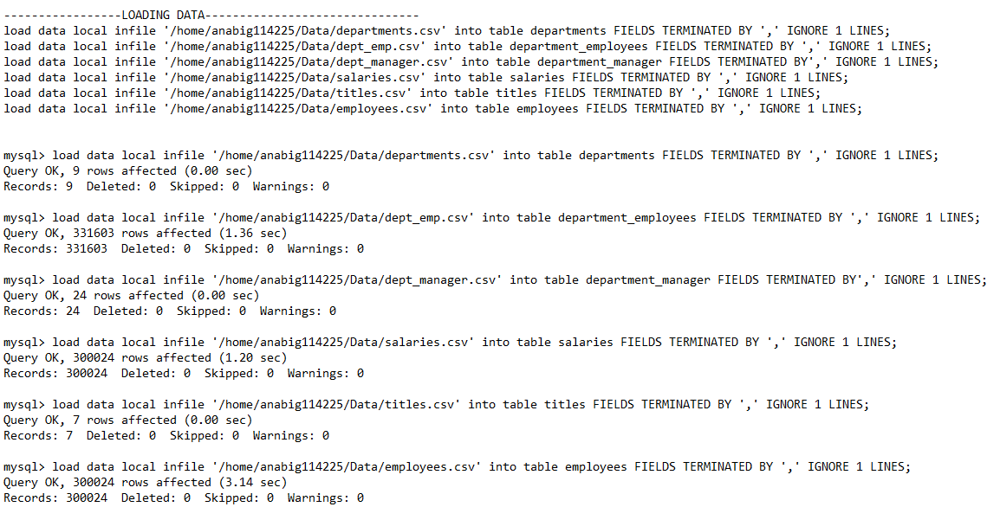 -----------------LOADING DATA-------------------------------
load data local infile '/home/anabig114225/Data/departments.csv' into table departments FIELDS TERMINATED BY ',' IGNORE 1 LINES;
load data local infile '/home/anabig114225/Data/dept_emp.csv' into table department_employees FIELDS TERMINATED BY ',' IGNORE 1 LINES;
load data local infile '/home/anabig114225/Data/dept_manager.csv' into table department_manager FIELDS TERMINATED BY',' IGNORE 1 LINES;
load data local infile '/home/anabig114225/Data/salaries.csv' into table salaries FIELDS TERMINATED BY ',' IGNORE 1 LINES;
load data local infile '/home/anabig114225/Data/titles.csv' into table titles FIELDS TERMINATED BY ',' IGNORE 1 LINES;
load data local infile '/home/anabig114225/Data/employees.csv' into table employees FIELDS TERMINATED BY ',' IGNORE 1 LINES;
mysql> load data local infile '/home/anabig114225/Data/departments.csv' into table departments FIELDS TERMINATED BY ',' IGNORE 1 LINES;
Query OK, 9 rows affected (0.00 sec)
Records: 9  Deleted: 0  Skipped: 0  Warnings: 0
mysql> load data local infile '/home/anabig114225/Data/dept_emp.csv' into table department_employees FIELDS TERMINATED BY ',' IGNORE 1 LINES;
Query OK, 331603 rows affected (1.36 sec)
Records: 331603  Deleted: 0  Skipped: 0  Warnings: 0
mysql> load data local infile '/home/anabig114225/Data/dept_manager.csv' into table department_manager FIELDS TERMINATED BY',' IGNORE 1 LINES;
Query OK, 24 rows affected (0.00 sec)
Records: 24  Deleted: 0  Skipped: 0  Warnings: 0
mysql> load data local infile '/home/anabig114225/Data/salaries.csv' into table salaries FIELDS TERMINATED BY ',' IGNORE 1 LINES;
Query OK, 300024 rows affected (1.20 sec)
Records: 300024  Deleted: 0  Skipped: 0  Warnings: 0
mysql> load data local infile '/home/anabig114225/Data/titles.csv' into table titles FIELDS TERMINATED BY ',' IGNORE 1 LINES;
Query OK, 7 rows affected (0.00 sec)
Records: 7  Deleted: 0  Skipped: 0  Warnings: 0
mysql> load data local infile '/home/anabig114225/Data/employees.csv' into table employees FIELDS TERMINATED BY ',' IGNORE 1 LINES;
Query OK, 300024 rows affected (3.14 sec)
Records: 300024  Deleted: 0  Skipped: 0  Warnings: 0